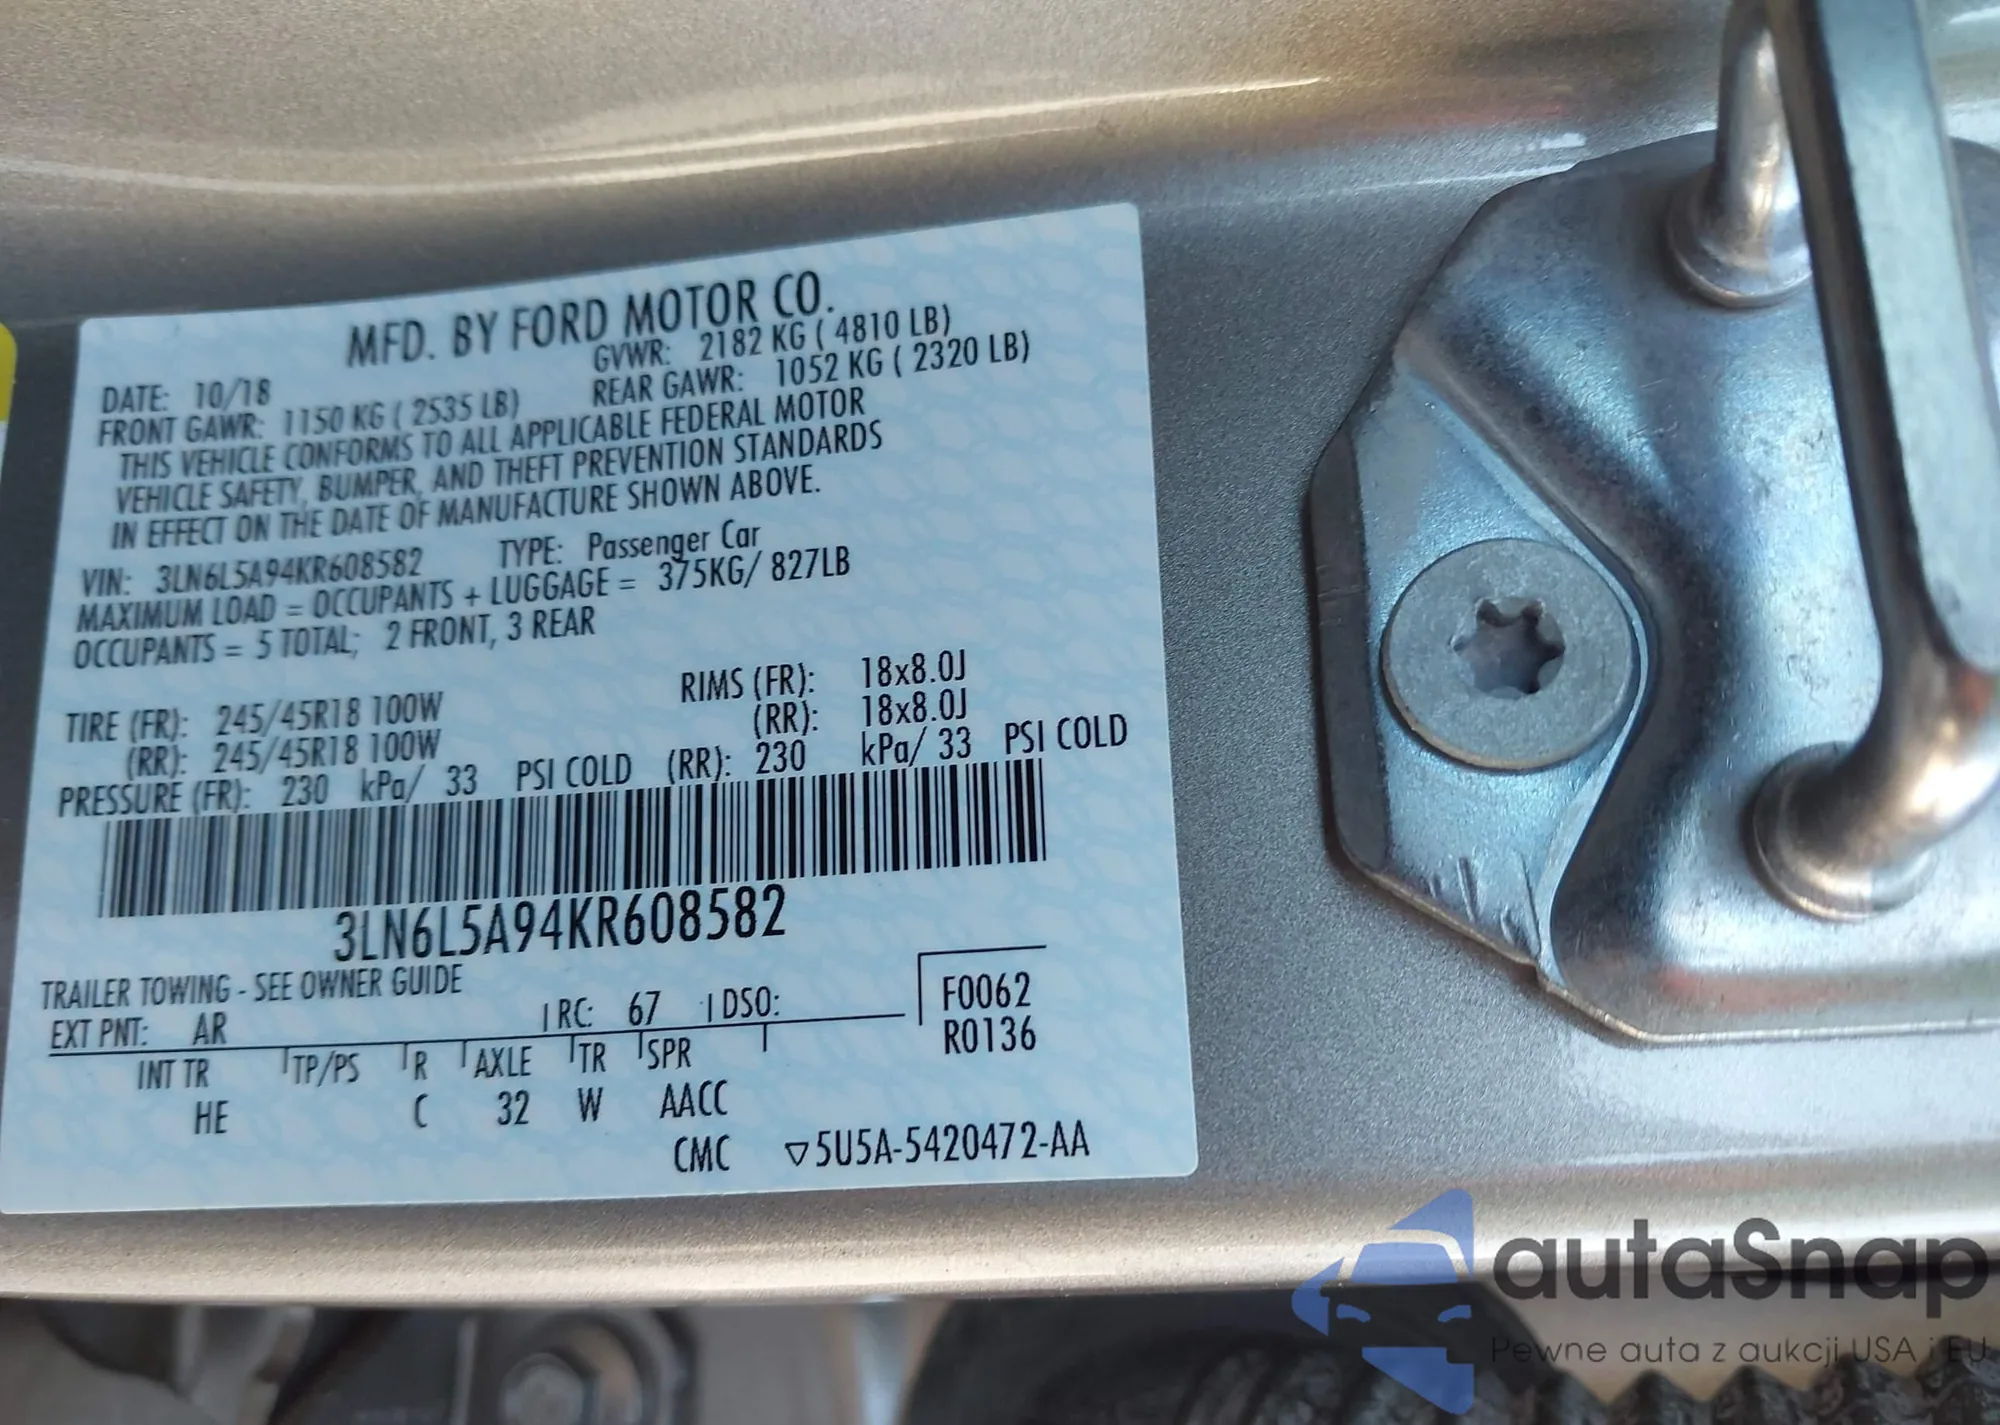 MFD. BY FORD MOTOR CO.
DATE: 10/18 GVWR: 2182 KG ( 4810 LB)
FRONT GAWR: 1150 KG ( 2535 LB) REAR GAWR: 1052 KG ( 2320 LB)
THIS VEHICLE CONFORMS TO ALL APPLICABLE FEDERAL MOTOR
VEHICLE SAFETY, BUMPER, AND THEFT PREVENTION STANDARDS
IN EFFECT ON THE DATE OF MANUFACTURE SHOWN ABOVE.
VIN: 3LN6L5A94KR608582 TYPE: Passenger Car
MAXIMUM LOAD = OCCUPANTS + LUGGAGE = 375KG/ 827LB
OCCUPANTS = 5 TOTAL; 2 FRONT, 3 REAR
TIRE (FR): 245/45R18 100W RIMS (FR): 18x8.0J
(RR): 245/45R18 100W (RR): 18x8.0J
PRESSURE (FR): 230 kPa/ 33 PSI COLD (RR): 230 kPa/ 33 PSI COLD
3LN6L5A94KR608582
TRAILER TOWING - SEE OWNER GUIDE
EXT PNT: AR RC: 67 DSO: F0062
R0136
INT TR TP/PS R AXLE TR SPR
HE C 32 W AACC
CMC ▽5U5A-5420472-AA
autaSnap
Pewne auta z aukcji USA i EU